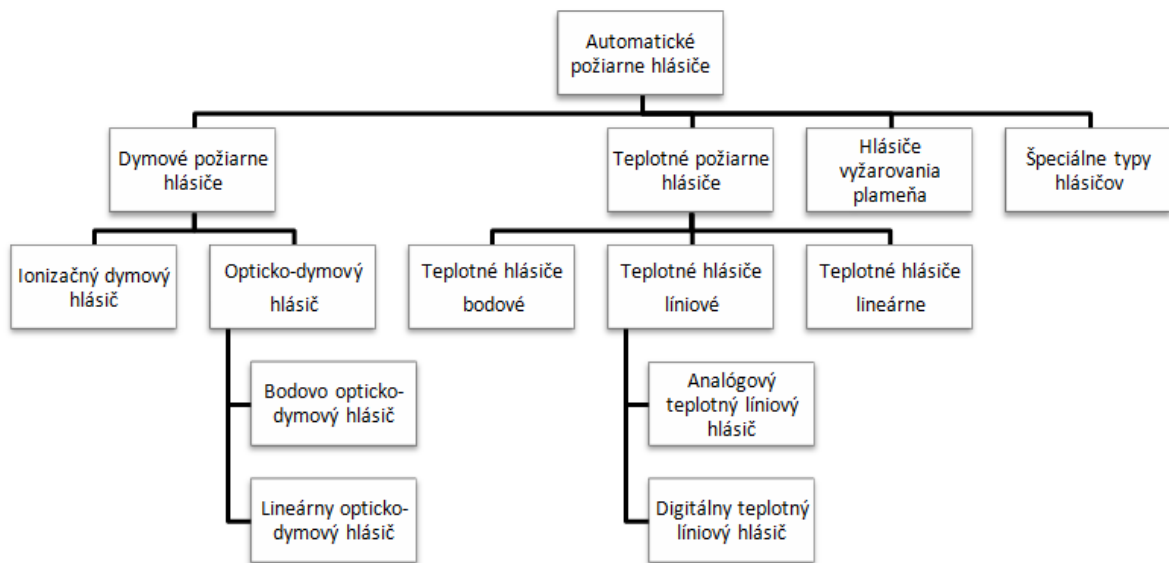 Automatické
požiarne hlásiče
Dymové požiarne
hlásiče
Teplotné požiarne
hlásiče
Hlásiče
vyžarovania
plameňa
Špeciálne typy
hlásičov
Ionizačný dymový
hlásič
Opticko-dymový
hlásič
Teplotné hlásiče
bodové
Teplotné hlásiče
líniové
Teplotné hlásiče
lineárne
Bodovo opticko-
dymový hlásič
Analógový
teplotný líniový
hlásič
Lineárny opticko-
dymový hlásič
Digitálny teplotný
líniový hlásič